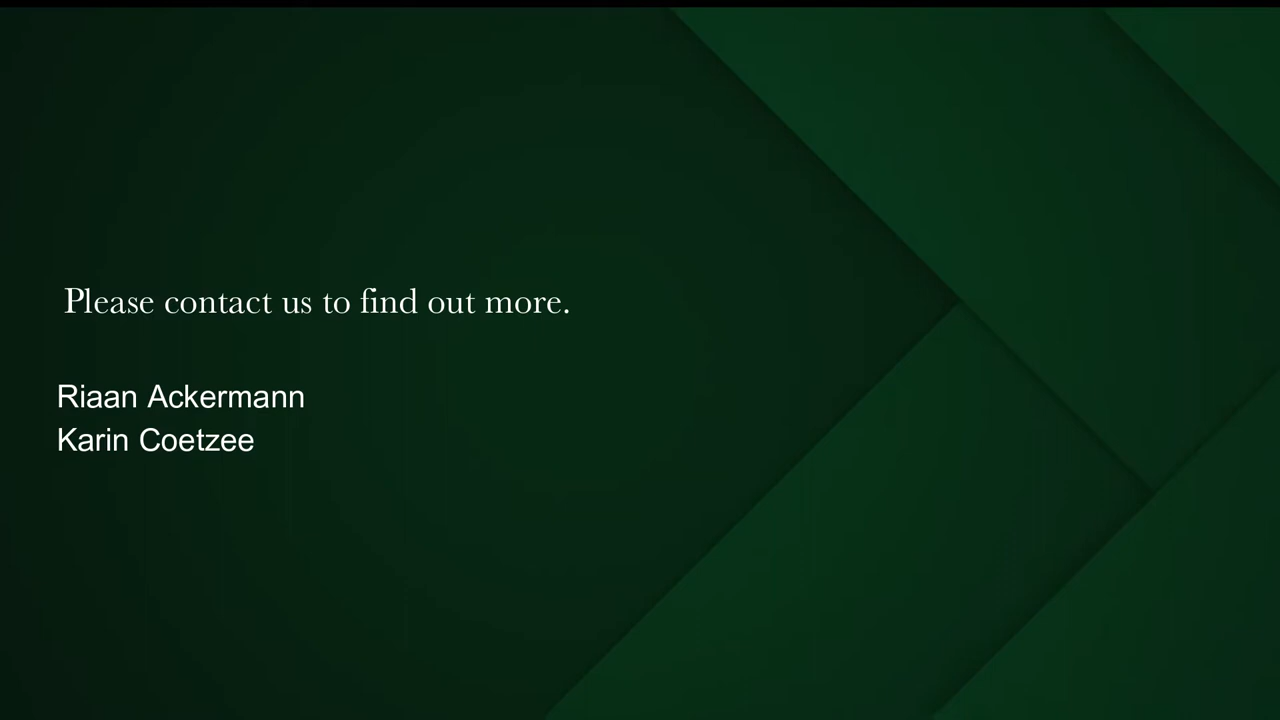 Please contact us to find out more.
Riaan Ackermann
Karin Coetzee